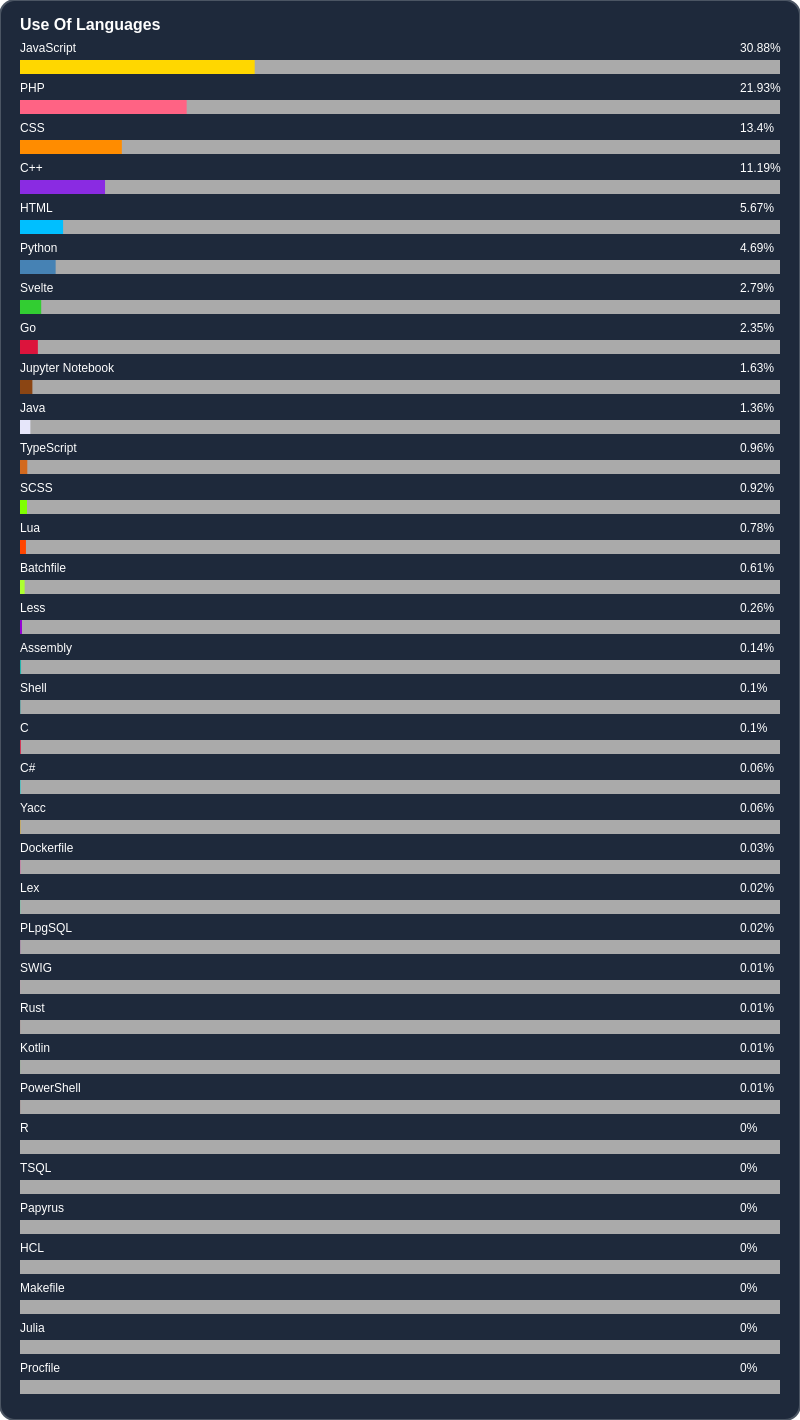 Use Of Languages
JavaScript 30.88%
PHP 21.93%
CSS 13.4%
C++ 11.19%
HTML 5.67%
Python 4.69%
Svelte 2.79%
Go 2.35%
Jupyter Notebook 1.63%
Java 1.36%
TypeScript 0.96%
SCSS 0.92%
Lua 0.78%
Batchfile 0.61%
Less 0.26%
Assembly 0.14%
Shell 0.1%
C 0.1%
C# 0.06%
Yacc 0.06%
Dockerfile 0.03%
Lex 0.02%
PLpgSQL 0.02%
SWIG 0.01%
Rust 0.01%
Kotlin 0.01%
PowerShell 0.01%
R 0%
TSQL 0%
Papyrus 0%
HCL 0%
Makefile 0%
Julia 0%
Procfile 0%